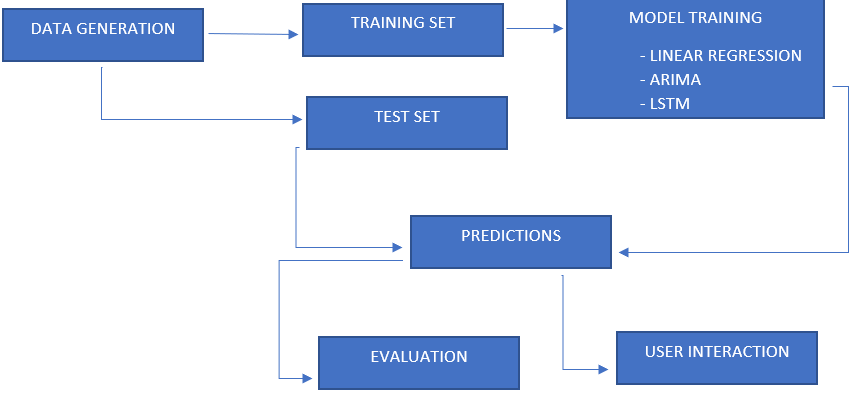 DATA GENERATION
TRAINING SET
MODEL TRAINING
- LINEAR REGRESSION
- ARIMA
- LSTM
TEST SET
PREDICTIONS
EVALUATION
USER INTERACTION